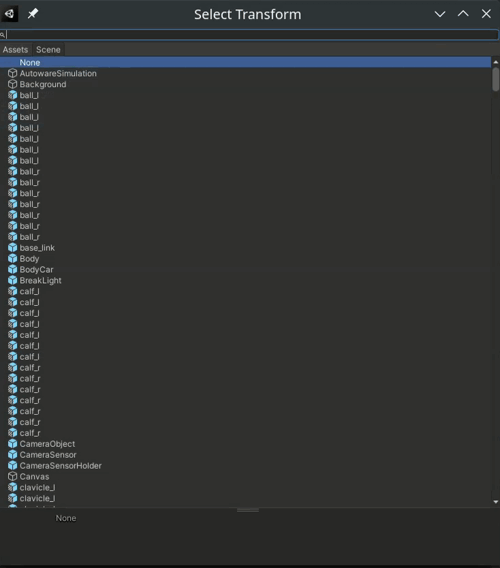 Select Transform
Assets Scene
None
AutowareSimulation
Background
ball_l
ball_l
ball_l
ball_l
ball_l
ball_l
ball_l
ball_r
ball_r
ball_r
ball_r
ball_r
ball_r
ball_r
base_link
Body
BodyCar
BreakLight
calf_l
calf_l
calf_l
calf_l
calf_l
calf_l
calf_l
calf_r
calf_r
calf_r
calf_r
calf_r
calf_r
calf_r
CameraObject
CameraSensor
CameraSensorHolder
Canvas
clavicle_l
clavicle_l
None